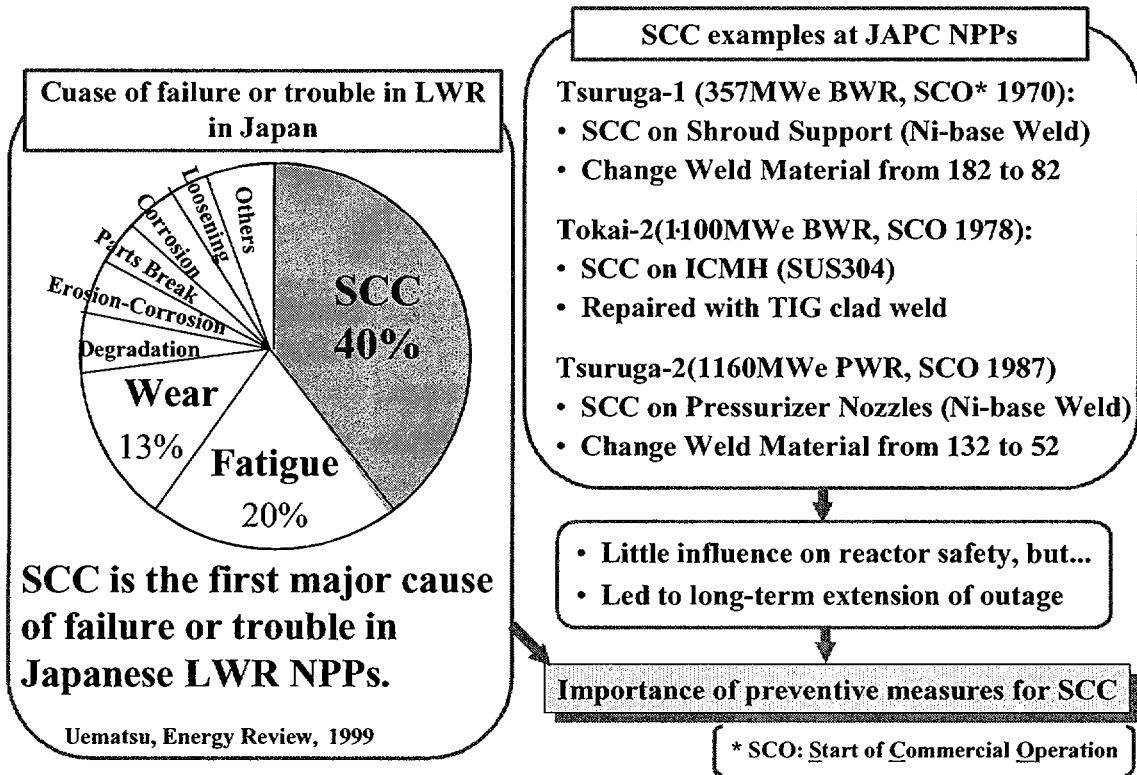 Cuase of failure or trouble in LWR
in Japan
Others
Loosening
Corrosion
Parts Break
Erosion-Corrosion
Degradation
Wear
13%
Fatigue
20%
SCC
40%
SCC is the first major cause
of failure or trouble in
Japanese LWR NPPs.
Uematsu, Energy Review, 1999
SCC examples at JAPC NPPs
Tsuruga-1 (357MWe BWR, SCO* 1970):
• SCC on Shroud Support (Ni-base Weld)
• Change Weld Material from 182 to 82
Tokai-2(1100MWe BWR, SCO 1978):
• SCC on ICMH (SUS304)
• Repaired with TIG clad weld
Tsuruga-2(1160MWe PWR, SCO 1987)
• SCC on Pressurizer Nozzles (Ni-base Weld)
• Change Weld Material from 132 to 52
• Little influence on reactor safety, but...
• Led to long-term extension of outage
Importance of preventive measures for SCC
* SCO: Start of Commercial Operation